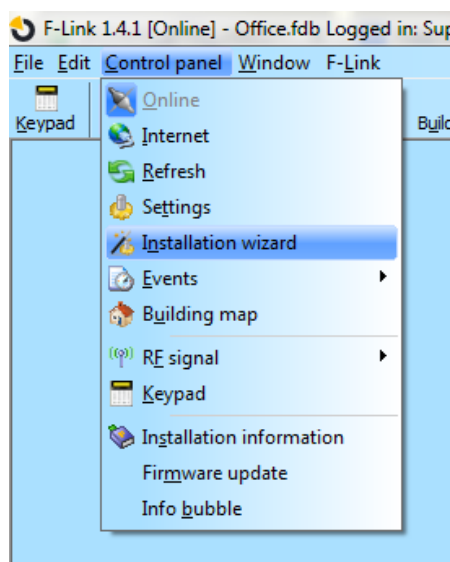 F-Link 1.4.1 [Online] - Office.fdb Logged in: Sup
File Edit Control panel Window F-Link
Keypad
Online
Internet
Refresh
Settings
Installation wizard
Events
Building map
RF signal
Keypad
Installation information
Firmware update
Info bubble